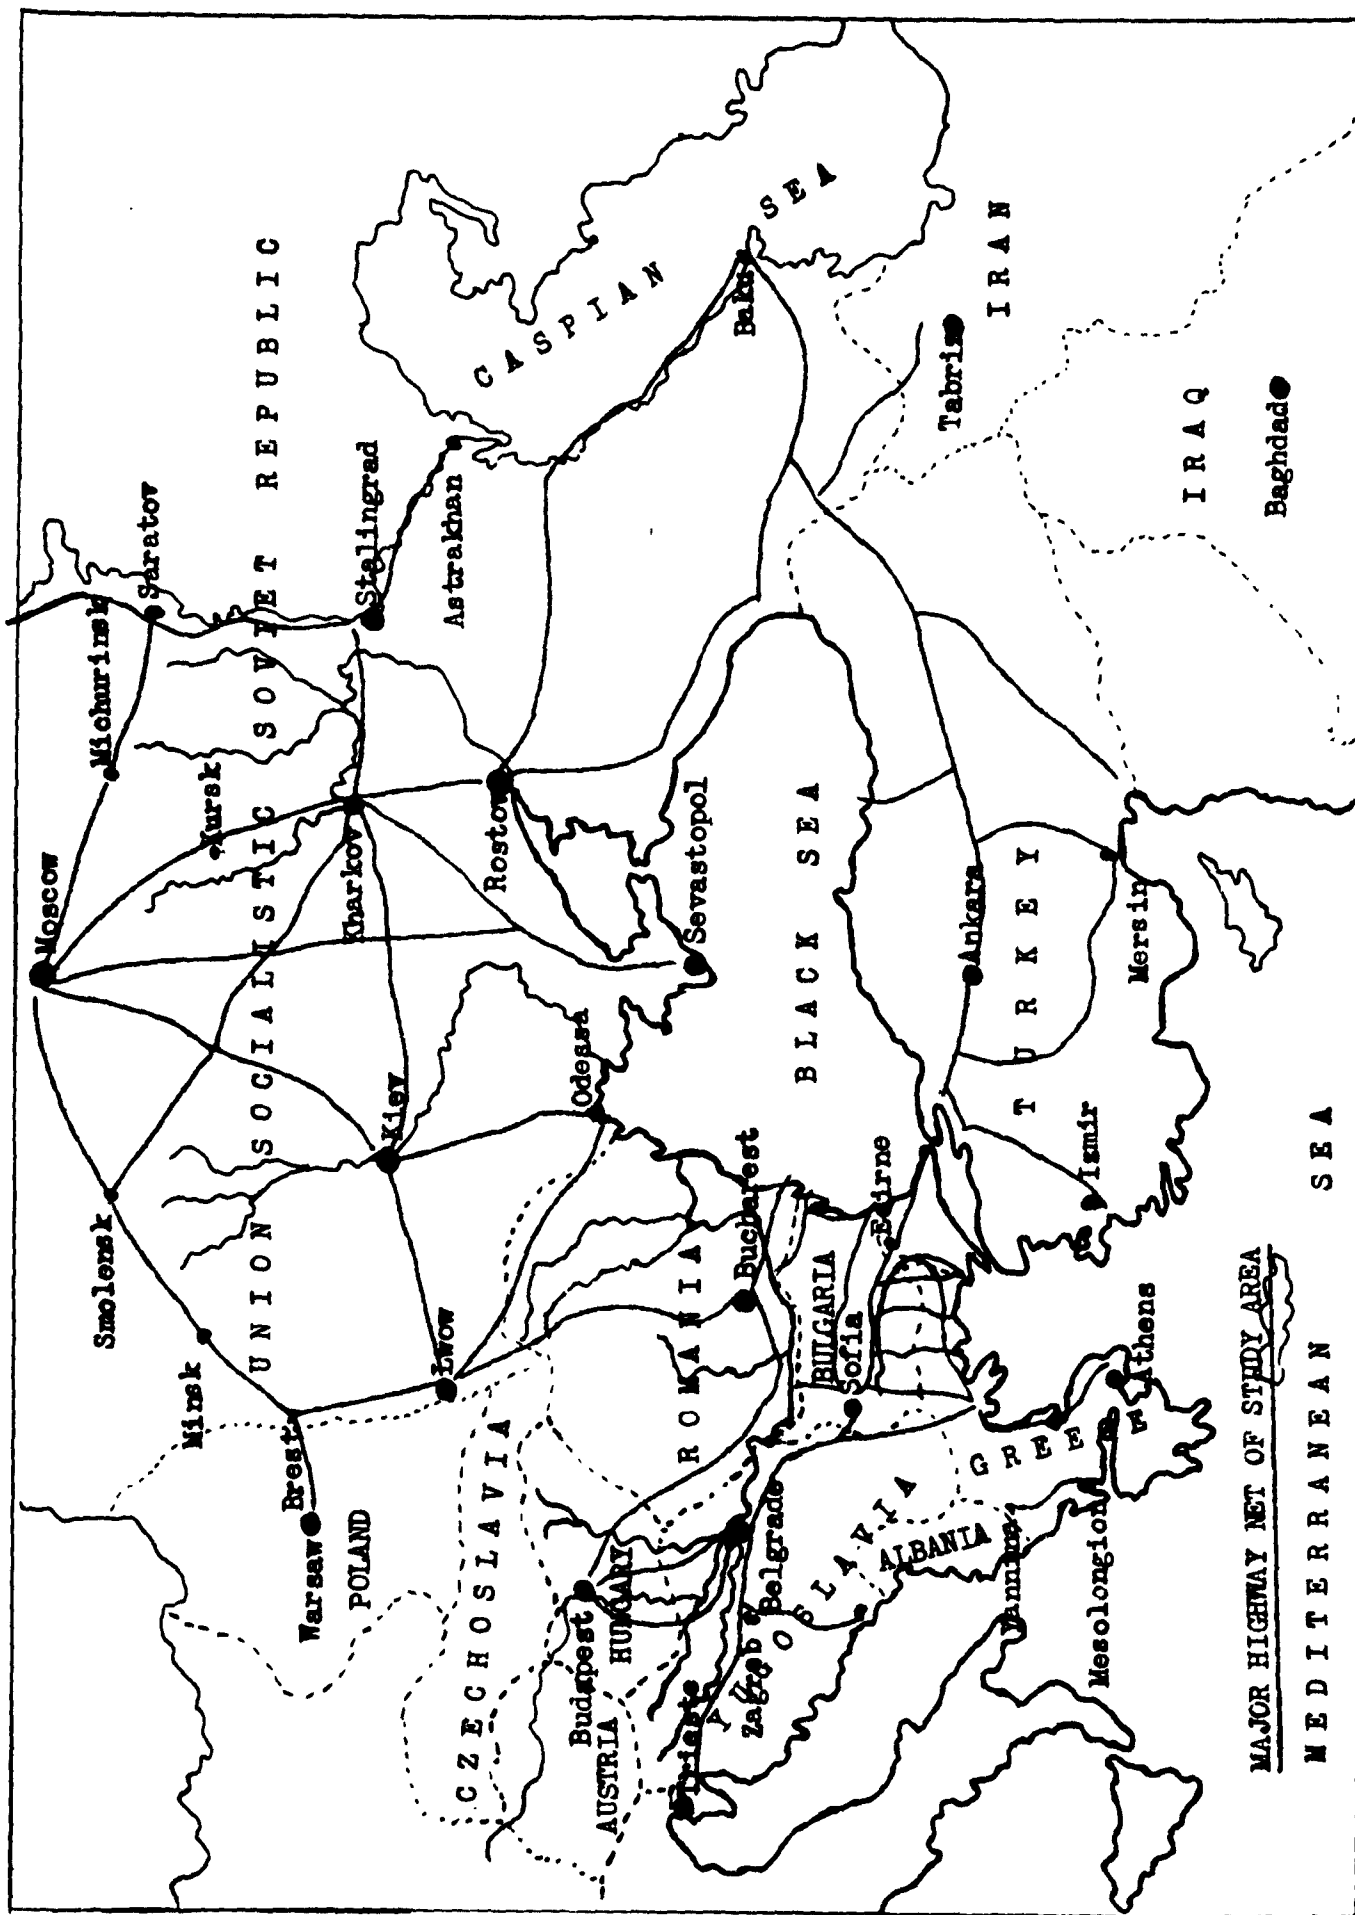 Moscow
Michurinsk
Smolensk
Saratov
Minsk
Kursk
UNION SOCIALISTIC SOVIET REPUBLIC
Brest
Warsaw
Kharkov
POLAND
Stalingrad
Kiev
Lwow
Astrakhan
CZECHOSLAVIA
Rostov
CASPIAN SEA
Odessa
Budapest
AUSTRIA
HUNGARY
Trieste
ROMANIA
Sevastopol
Baku
Bucharest
Zagreb
Belgrade
YUGOSLAVIA
BLACK SEA
BULGARIA
Sofia
Edirne
ALBANIA
Tabriz
Ankara
IRAN
Yannina
GREECE
TURKEY
Izmir
Mesolongion
Mersin
Athens
IRAQ
MAJOR HIGHWAY NET OF STUDY AREA
Baghdad
MEDITERRANEAN SEA